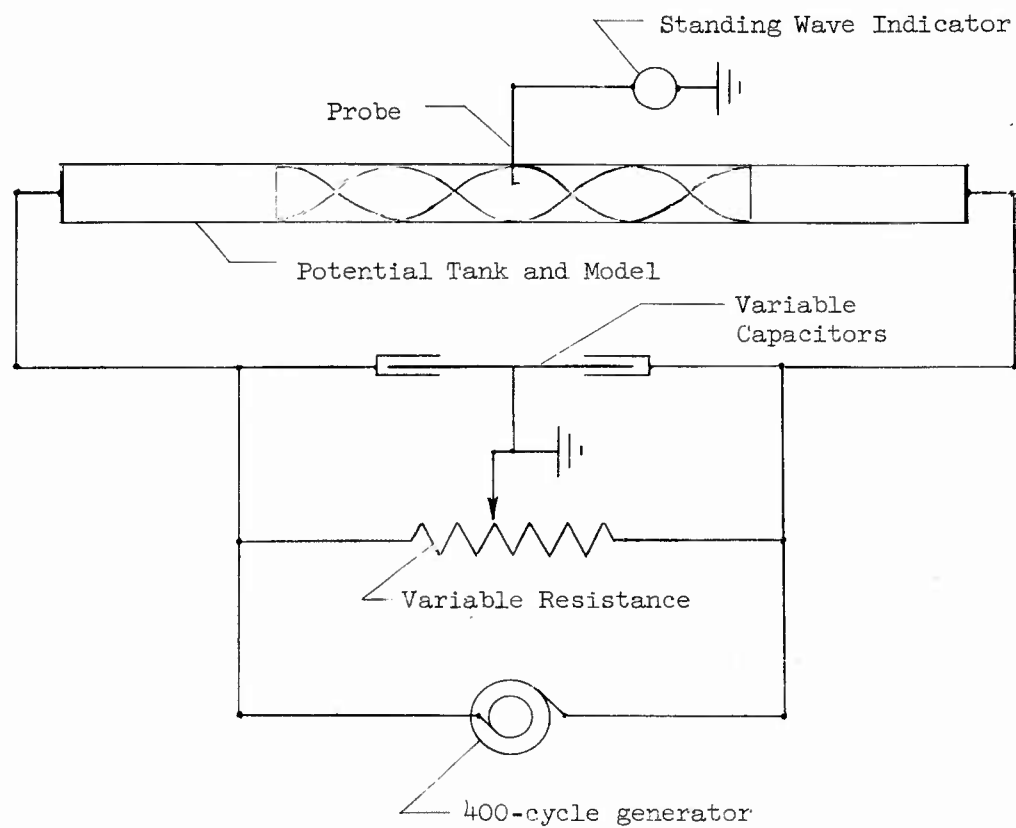 Standing Wave Indicator
Probe
Potential Tank and Model
Variable
Capacitors
Variable Resistance
400-cycle generator